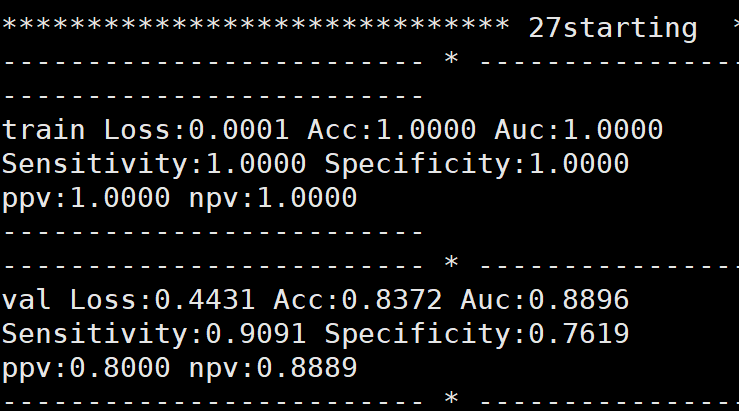 ****************************** 27starting *
------------------------- * ----------------
-------------------------
train Loss:0.0001 Acc:1.0000 Auc:1.0000
Sensitivity:1.0000 Specificity:1.0000
ppv:1.0000 npv:1.0000
-------------------------
------------------------- * ----------------
val Loss:0.4431 Acc:0.8372 Auc:0.8896
Sensitivity:0.9091 Specificity:0.7619
ppv:0.8000 npv:0.8889
------------------------- * ----------------